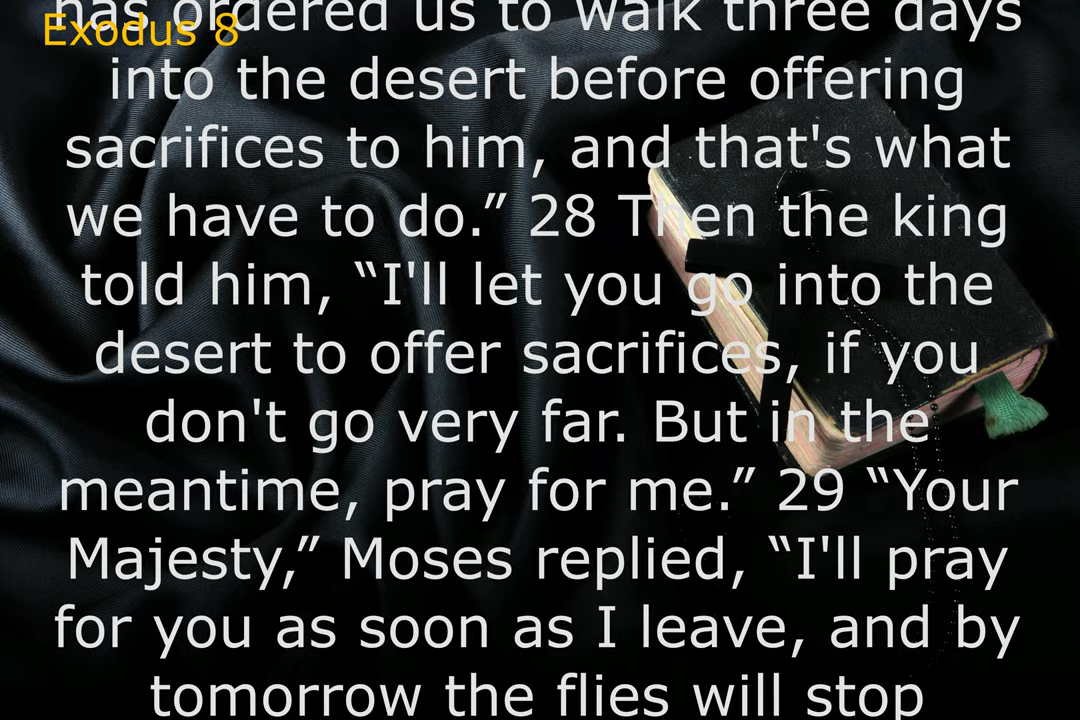 has ordered us to walk three days
Exodus 8
into the desert before offering
sacrifices to him, and that's what
we have to do.” 28 Then the king
told him, “I'll let you go into the
desert to offer sacrifices, if you
don't go very far. But in the
meantime, pray for me.” 29 “Your
Majesty,” Moses replied, “I'll pray
for you as soon as I leave, and by
tomorrow the flies will stop